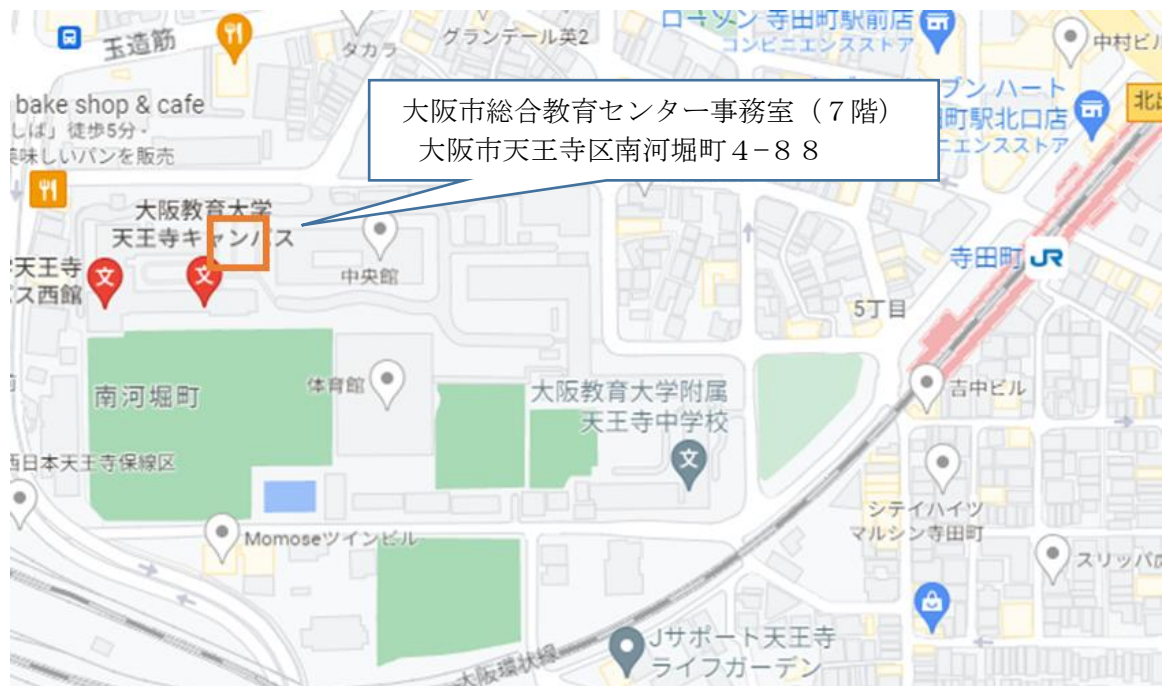 玉造筋
タカラ
グランデール英2
ローソン 寺田町駅前店
コンビニエンスストア
中村ビル
bake shop & cafe
しば」徒歩5分・
美味しいパンを販売
大阪市総合教育センター事務室（７階）
大阪市天王寺区南河堀町４−８８
ブン ハート
町駅北口店
ニエンスストア
北出
大阪教育大学
天王寺キャンパス
天王寺
ス西館
中央館
寺田町
JR
5丁目
南河堀町
体育館
大阪教育大学附属
天王寺中学校
吉中ビル
西日本天王寺保線区
Momoseツインビル
シティハイツ
マルシン寺田町
スリッパの
大阪環状線
Jサポート天王寺
ライフガーデン
文
文
文